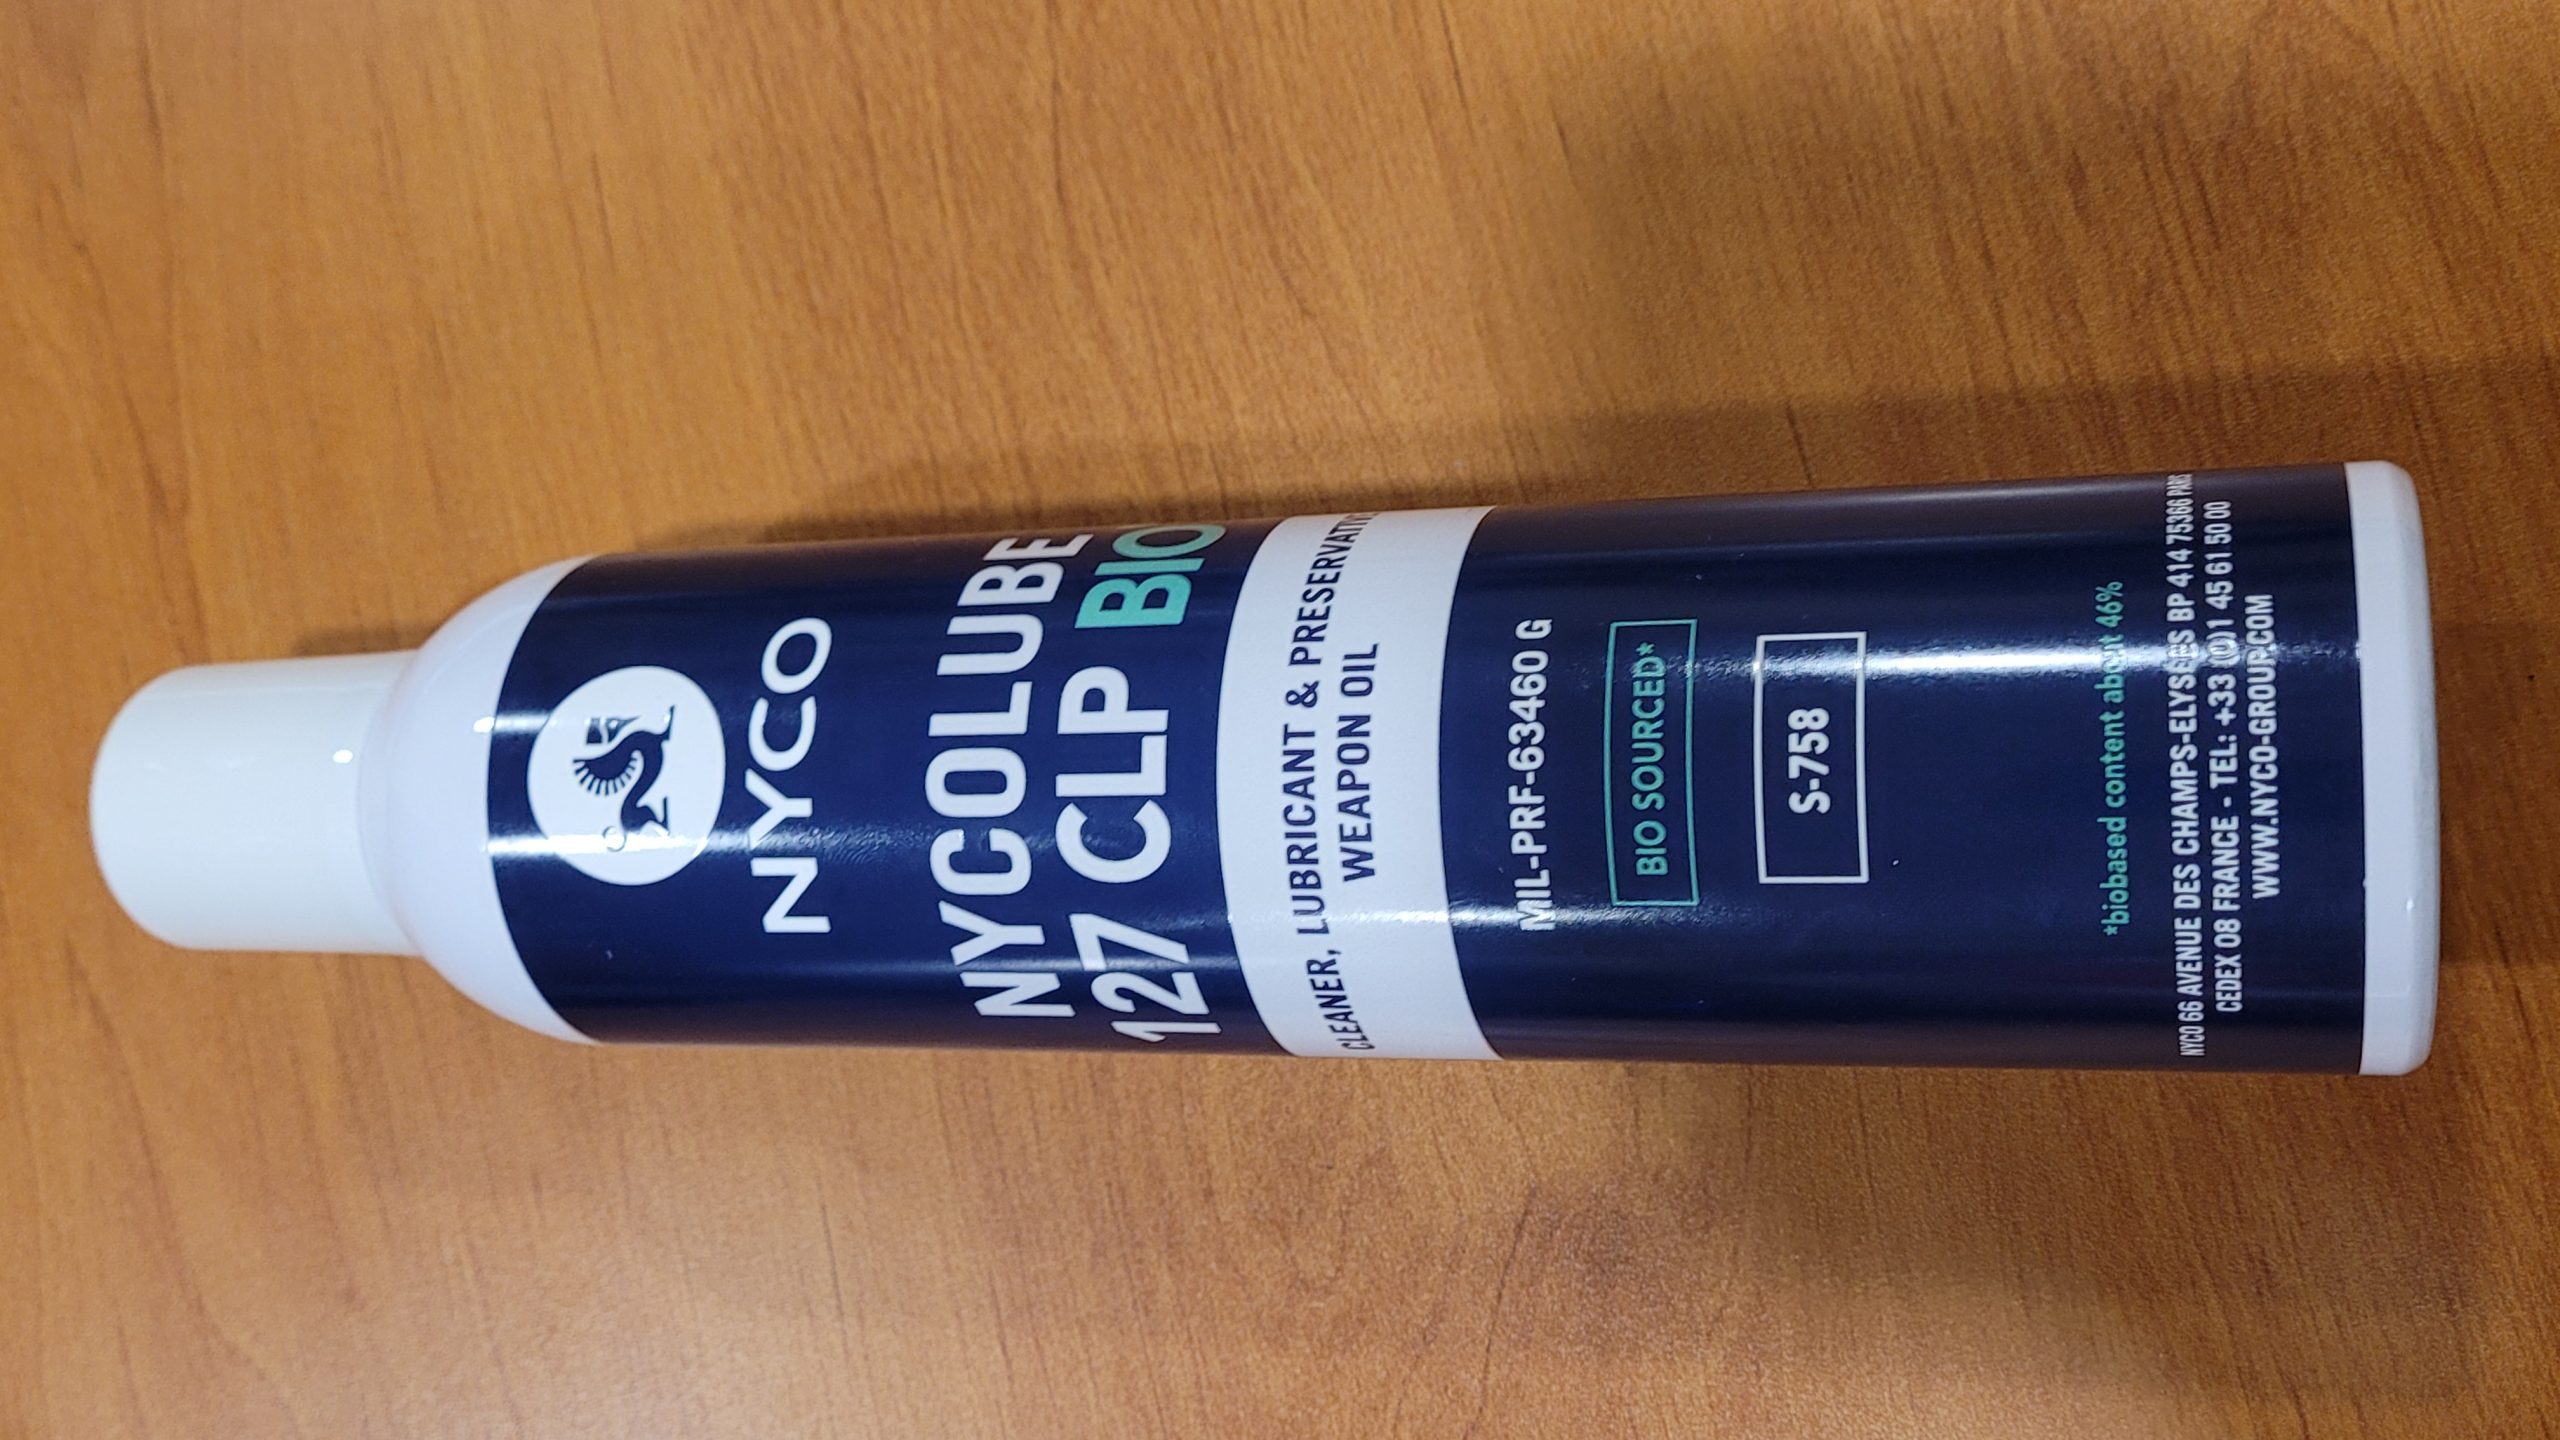 NYCO
NYCOLUBE
127 CLP BIO
CLEANER, LUBRICANT & PRESERVATIVE
WEAPON OIL
MIL-PRF-63460 G
BIO SOURCED*
S-758
*biobased content about 46%
NYCO 66 AVENUE DES CHAMPS-ELYSEES BP 414 75366 PARIS
CEDEX 08 FRANCE - TEL: +33 (0)1 45 61 50 00
WWW.NYCO-GROUP.COM